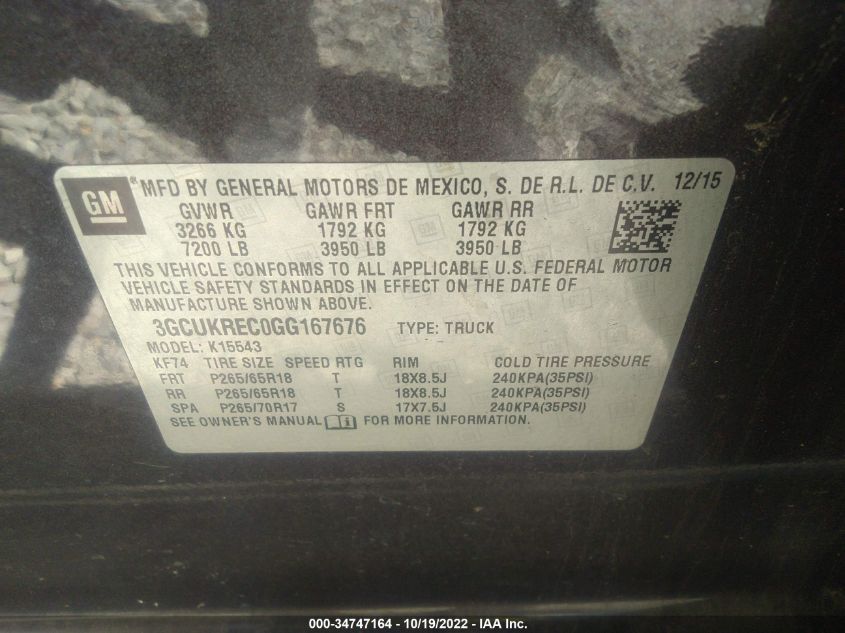 GM ® MFD BY GENERAL MOTORS DE MEXICO, S. DE R.L. DE C.V. 12/15
GVWR GAWR FRT GAWR RR
3266 KG 1792 KG 1792 KG
7200 LB 3950 LB 3950 LB
THIS VEHICLE CONFORMS TO ALL APPLICABLE U.S. FEDERAL MOTOR
VEHICLE SAFETY STANDARDS IN EFFECT ON THE DATE OF
MANUFACTURE SHOWN ABOVE.
3GCUKREC0GG167676 TYPE: TRUCK
MODEL: K15543
KF74 TIRE SIZE SPEED RTG RIM COLD TIRE PRESSURE
FRT P265/65R18 T 18X8.5J 240KPA(35PSI)
RR P265/65R18 T 18X8.5J 240KPA(35PSI)
SPA P265/70R17 S 17X7.5J 240KPA(35PSI)
SEE OWNER'S MANUAL FOR MORE INFORMATION.
000-34747164 - 10/19/2022 - IAA Inc.